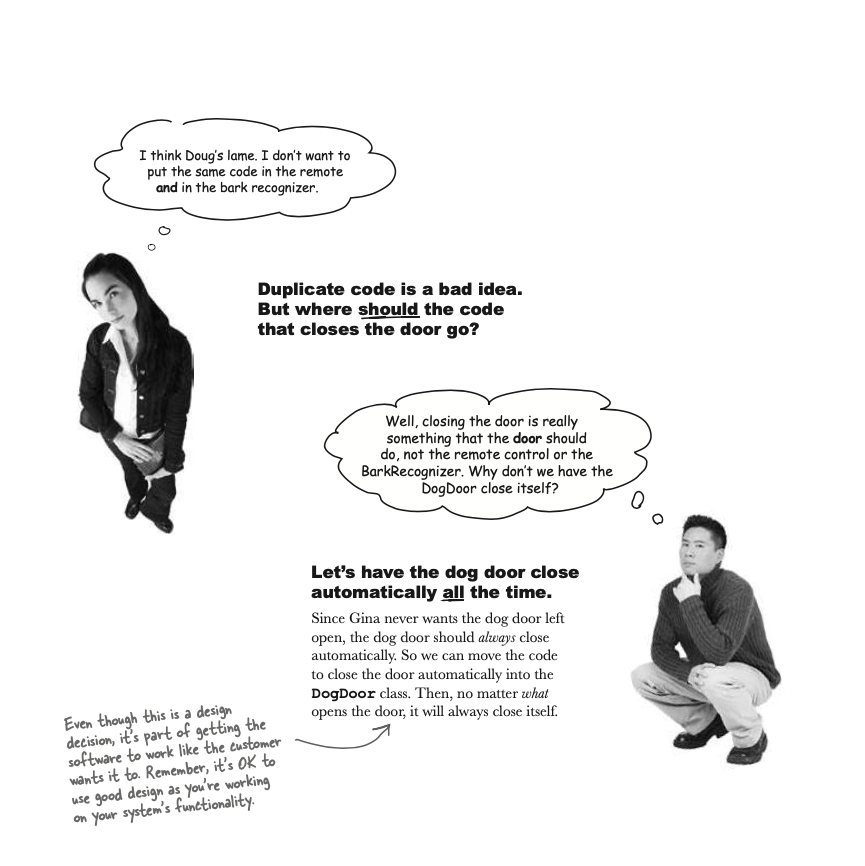 I think Doug's lame. I don't want to
put the same code in the remote
and in the bark recognizer.
Duplicate code is a bad idea.
But where should the code
that closes the door go?
Well, closing the door is really
something that the door should
do, not the remote control or the
BarkRecognizer. Why don't we have the
DogDoor close itself?
Let's have the dog door close
automatically all the time.
Since Gina never wants the dog door left
open, the dog door should always close
automatically. So we can move the code
to close the door automatically into the
DogDoor class. Then, no matter what
opens the door, it will always close itself.
Even though this is a design
decision, it's part of getting the
software to work like the customer
wants it to. Remember, it's OK to
use good design as you're working
on your system's functionality.